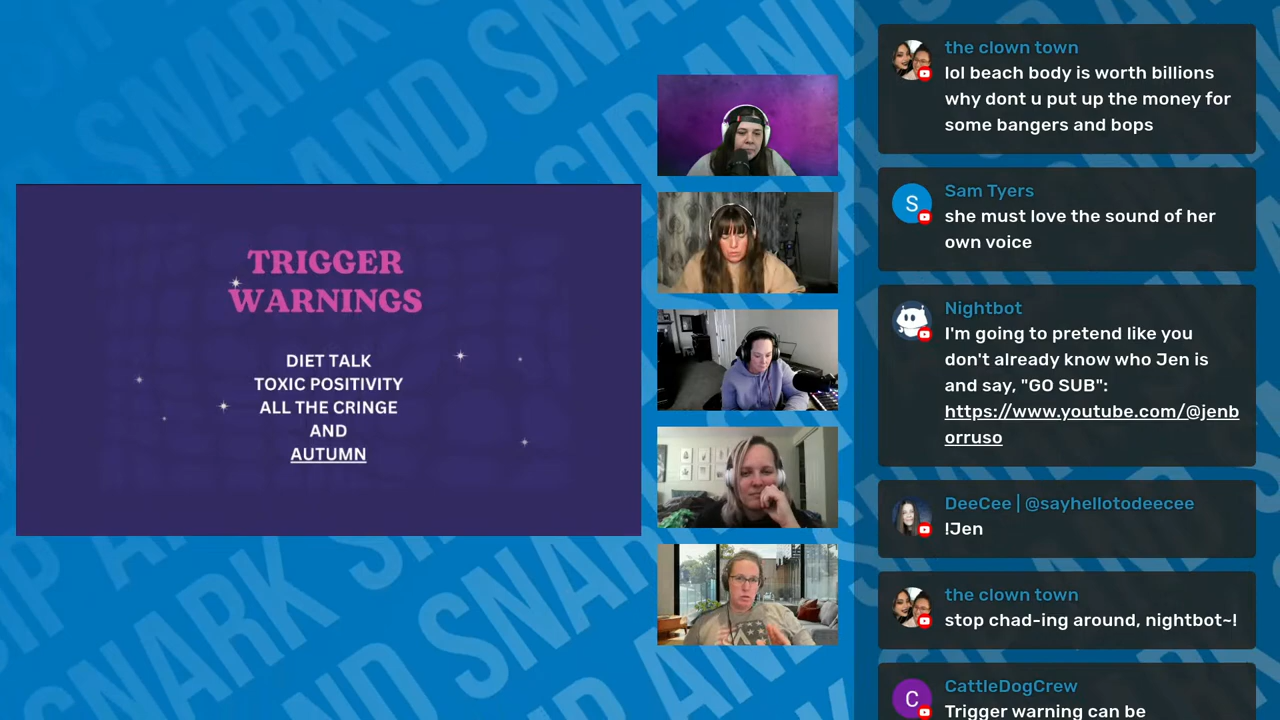 TRIGGER
WARNINGS
DIET TALK
TOXIC POSITIVITY
ALL THE CRINGE
AND
AUTUMN
the clown town
lol beach body is worth billions
why dont u put up the money for
some bangers and bops
Sam Tyers
S
she must love the sound of her
own voice
Nightbot
I'm going to pretend like you
don't already know who Jen is
and say, "GO SUB":
https://www.youtube.com/@jenb
orruso
DeeCee | @sayhellotodeecee
!Jen
the clown town
stop chad-ing around, nightbot~!
CattleDogCrew
C
Trigger warning can be
SIP AND SNARK